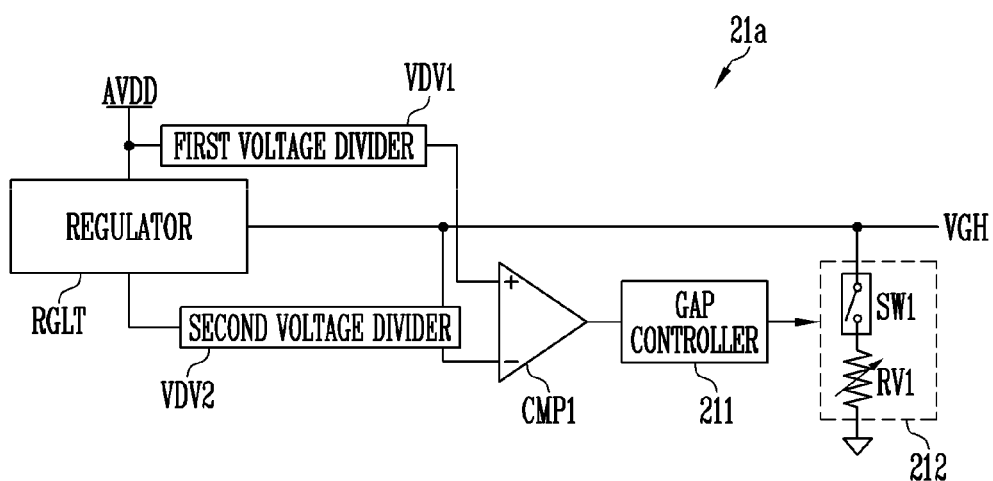 21a
VDV1
AVDD
FIRST VOLTAGE DIVIDER
REGULATOR
VGH
+
RGLT
SECOND VOLTAGE DIVIDER
GAP
CONTROLLER
SW1
−
VDV2
CMP1
211
RV1
212